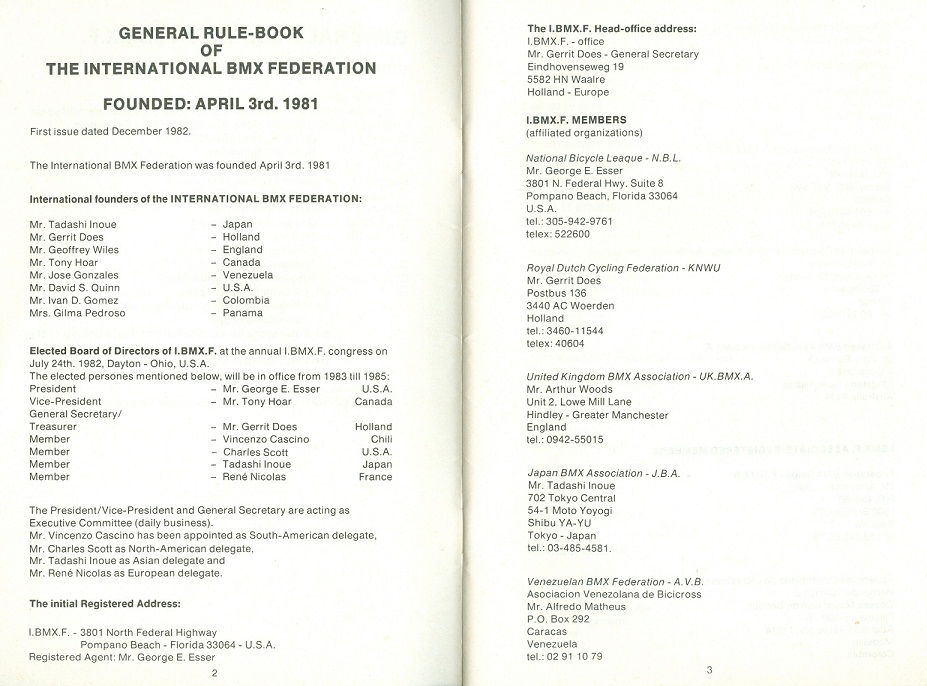 GENERAL RULE-BOOK
OF
THE INTERNATIONAL BMX FEDERATION
FOUNDED: APRIL 3rd. 1981
First issue dated December 1982.
The International BMX Federation was founded April 3rd. 1981
International founders of the INTERNATIONAL BMX FEDERATION:
Mr. Tadashi Inoue – Japan
Mr. Gerrit Does – Holland
Mr. Geoffrey Wiles – England
Mr. Tony Hoar – Canada
Mr. Jose Gonzales – Venezuela
Mr. David S. Quinn – U.S.A.
Mr. Ivan D. Gomez – Colombia
Mrs. Gilma Pedroso – Panama
Elected Board of Directors of I.BMX.F. at the annual I.BMX.F. congress on
July 24th. 1982, Dayton - Ohio, U.S.A.
The elected persones mentioned below, will be in office from 1983 till 1985:
President – Mr. George E. Esser U.S.A.
Vice-President – Mr. Tony Hoar Canada
General Secretary/
Treasurer – Mr. Gerrit Does Holland
Member – Vincenzo Cascino Chili
Member – Charles Scott U.S.A.
Member – Tadashi Inoue Japan
Member – René Nicolas France
The President/Vice-President and General Secretary are acting as
Executive Committee (daily business).
Mr. Vincenzo Cascino has been appointed as South-American delegate,
Mr. Charles Scott as North-American delegate,
Mr. Tadashi Inoue as Asian delegate and
Mr. René Nicolas as European delegate.
The initial Registered Address:
I.BMX.F. - 3801 North Federal Highway
Pompano Beach - Florida 33064 - U.S.A.
Registered Agent: Mr. George E. Esser
2
The I.BMX.F. Head-office address:
I.BMX.F. - office
Mr. Gerrit Does - General Secretary
Eindhovenseweg 19
5582 HN Waalre
Holland - Europe
I.BMX.F. MEMBERS
(affiliated organizations)
National Bicycle Leaque - N.B.L.
Mr. George E. Esser
3801 N. Federal Hwy. Suite 8
Pompano Beach, Florida 33064
U.S.A.
tel.: 305-942-9761
telex: 522600
Royal Dutch Cycling Federation - KNWU
Mr. Gerrit Does
Postbus 136
3440 AC Woerden
Holland
tel.: 3460-11544
telex: 40604
United Kingdom BMX Association - UK.BMX.A.
Mr. Arthur Woods
Unit 2, Lowe Mill Lane
Hindley - Greater Manchester
England
tel.: 0942-55015
Japan BMX Association - J.B.A.
Mr. Tadashi Inoue
702 Tokyo Central
54-1 Moto Yoyogi
Shibu YA-YU
Tokyo - Japan
tel.: 03-485-4581.
Venezuelan BMX Federation - A.V.B.
Asociacion Venezolana de Bicicross
Mr. Alfredo Matheus
P.O. Box 292
Caracas
Venezuela
tel.: 02 91 10 79
3